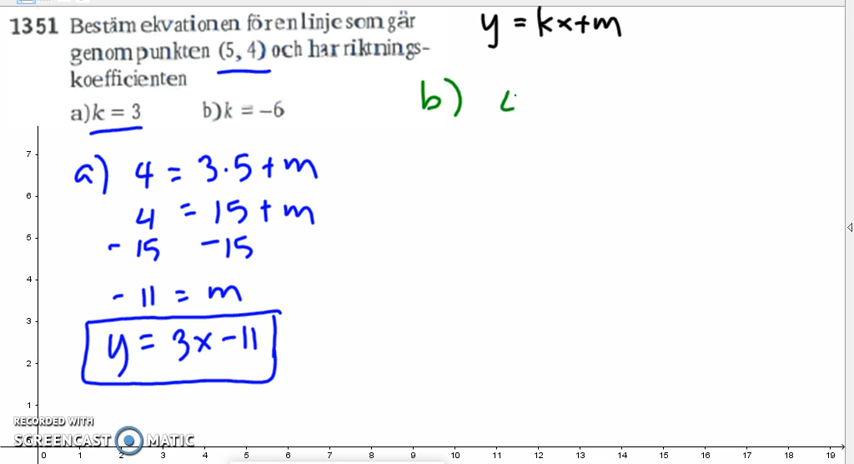 1351 Bestäm ekvationen för en linje som går
genom punkten (5, 4) och har riktnings-
koefficienten
a) k = 3 b) k = −6
y = kx+m
b)
a) 4 = 3·5+m
4 = 15+m
-15 -15
-11 = m
y = 3x-11
7
6
5
4
3
2
1
0 1 2 3 4 5 6 7 8 9 10 11 12 13 14 15 16 17 18 19
RECORDED WITH
SCREENCAST MATIC